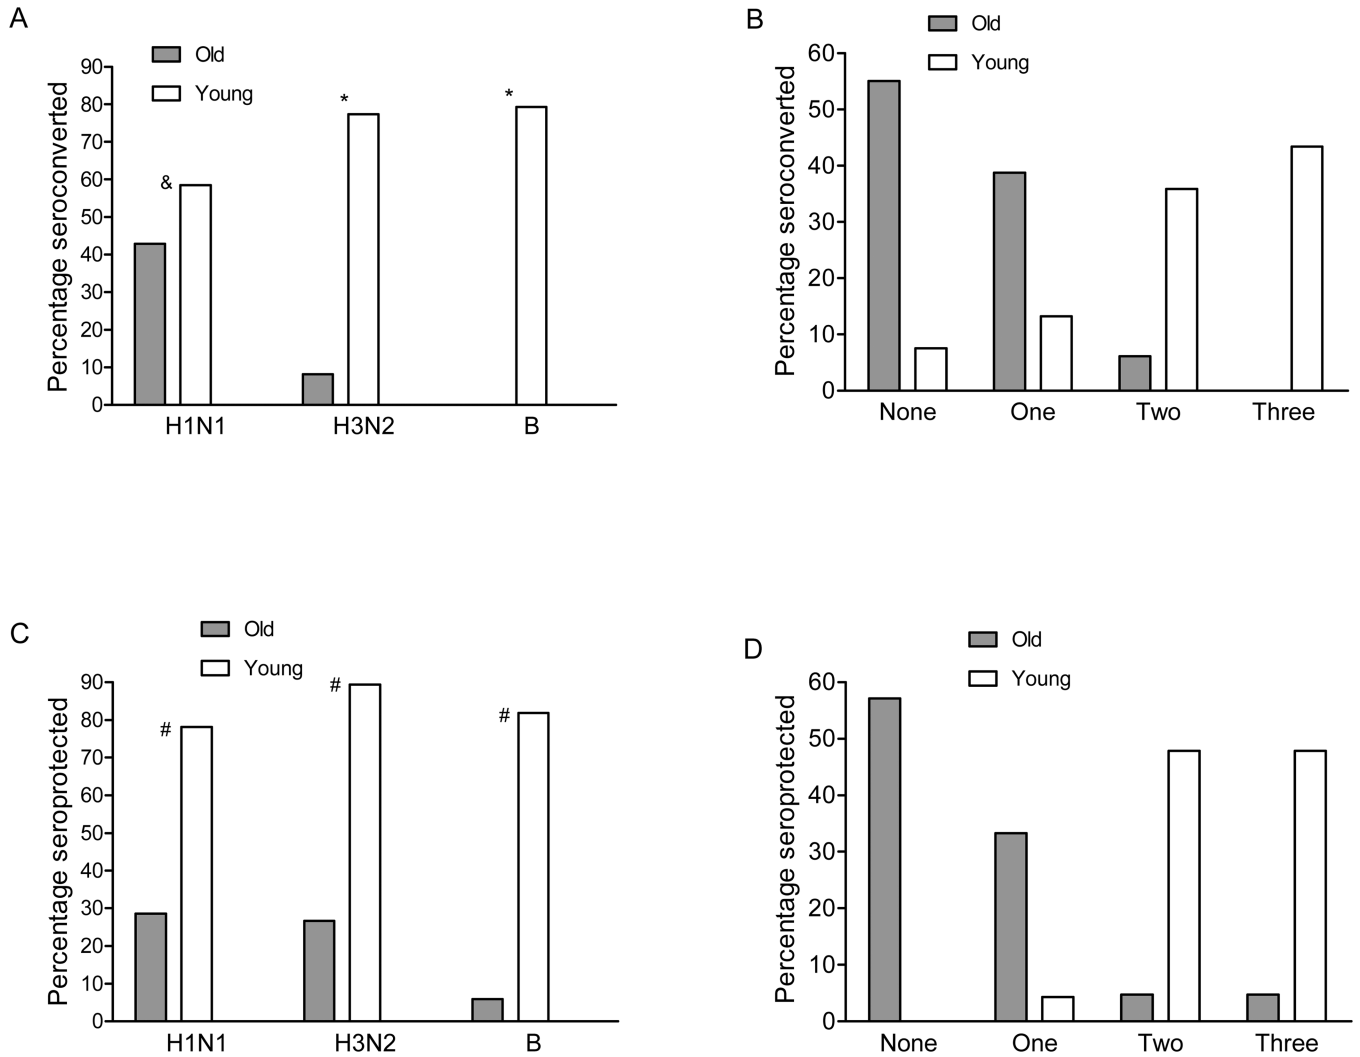 A
Old
Young
Percentage seroconverted
90
80
70
60
50
40
30
20
10
0
&
*
*
H1N1 H3N2 B
B
Old
Young
Percentage seroconverted
60
50
40
30
20
10
0
None One Two Three
C
Old
Young
Percentage seroprotected
90
80
70
60
50
40
30
20
10
0
#
#
#
H1N1 H3N2 B
D
Old
Young
Percentage seroprotected
60
50
40
30
20
10
0
None One Two Three